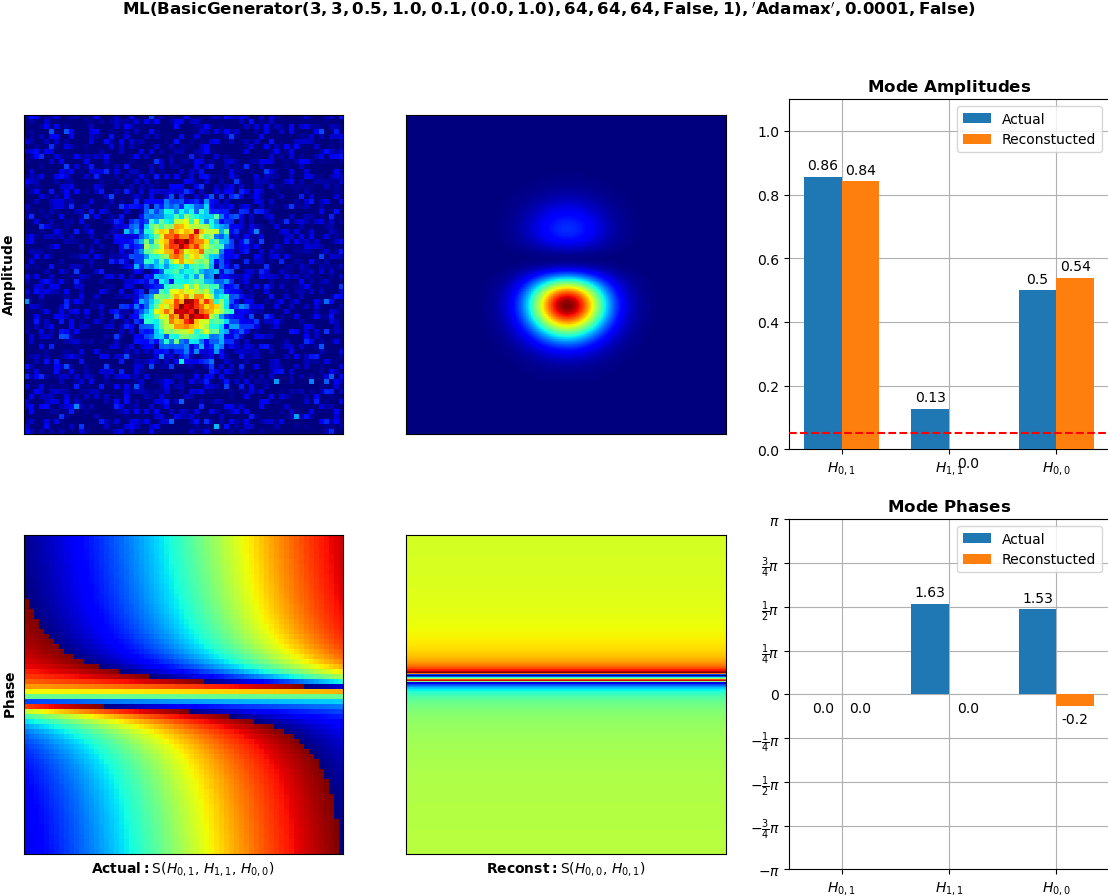 ML(BasicGenerator(3, 3, 0.5, 1.0, 0.1, (0.0, 1.0), 64, 64, 64, False, 1), ′Adamax′, 0.0001, False)
Amplitude
Mode Amplitudes
Actual
Reconstucted
1.0
0.8
0.6
0.4
0.2
0.0
0.86
0.84
0.13
0.0
0.5
0.54
H0,1
H1,1
H0,0
Phase
Actual: S(H0,1, H1,1, H0,0)
Reconst: S(H0,0, H0,1)
Mode Phases
Actual
Reconstucted
π
3/4π
1/2π
1/4π
0
−1/4π
−1/2π
−3/4π
−π
0.0
0.0
1.63
0.0
1.53
-0.2
H0,1
H1,1
H0,0